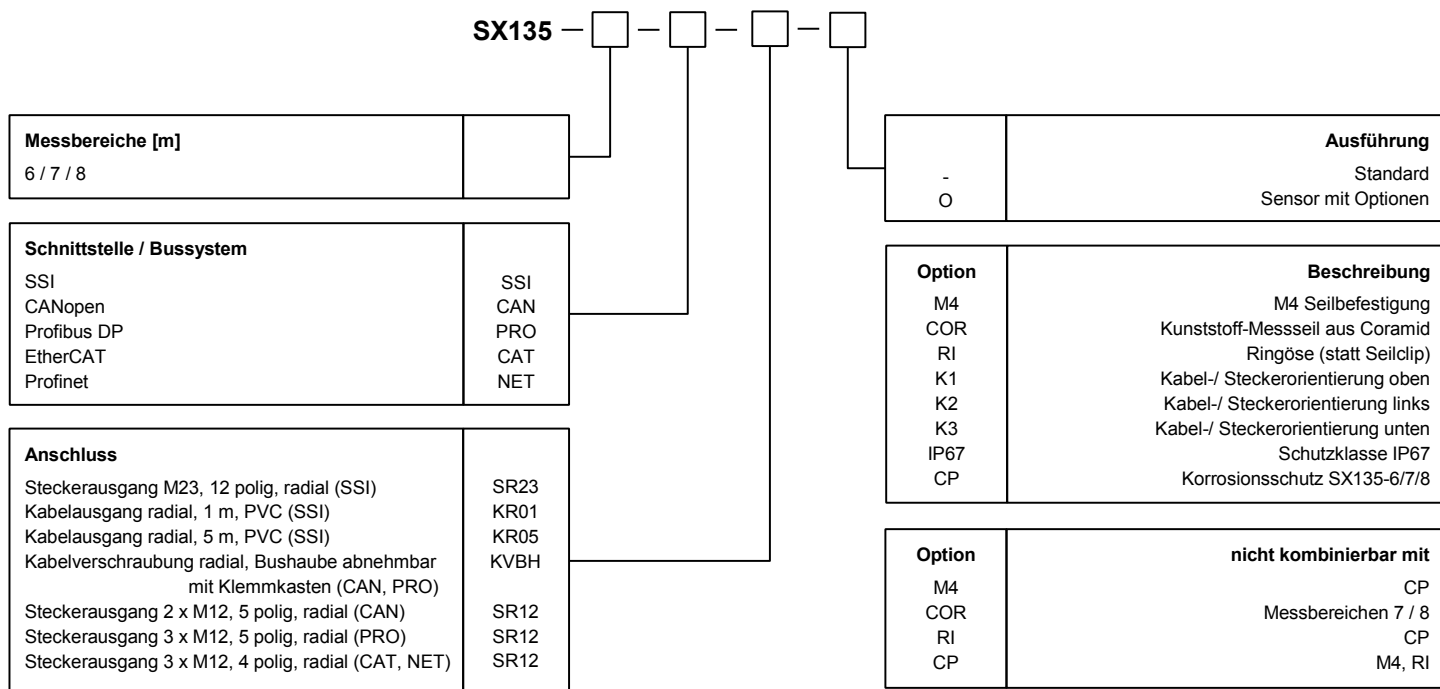 SX135 — — — —
Messbereiche [m]
6 / 7 / 8
Schnittstelle / Bussystem
SSI SSI
CANopen CAN
Profibus DP PRO
EtherCAT CAT
Profinet NET
Anschluss
Steckerausgang M23, 12 polig, radial (SSI) SR23
Kabelausgang radial, 1 m, PVC (SSI) KR01
Kabelausgang radial, 5 m, PVC (SSI) KR05
Kabelverschraubung radial, Bushaube abnehmbar KVBH
mit Klemmkasten (CAN, PRO)
Steckerausgang 2 x M12, 5 polig, radial (CAN) SR12
Steckerausgang 3 x M12, 5 polig, radial (PRO) SR12
Steckerausgang 3 x M12, 4 polig, radial (CAT, NET) SR12
Ausführung
- Standard
O Sensor mit Optionen
Option Beschreibung
M4 M4 Seilbefestigung
COR Kunststoff-Messseil aus Coramid
RI Ringöse (statt Seilclip)
K1 Kabel-/ Steckerorientierung oben
K2 Kabel-/ Steckerorientierung links
K3 Kabel-/ Steckerorientierung unten
IP67 Schutzklasse IP67
CP Korrosionsschutz SX135-6/7/8
Option nicht kombinierbar mit
M4 CP
COR Messbereichen 7 / 8
RI CP
CP M4, RI